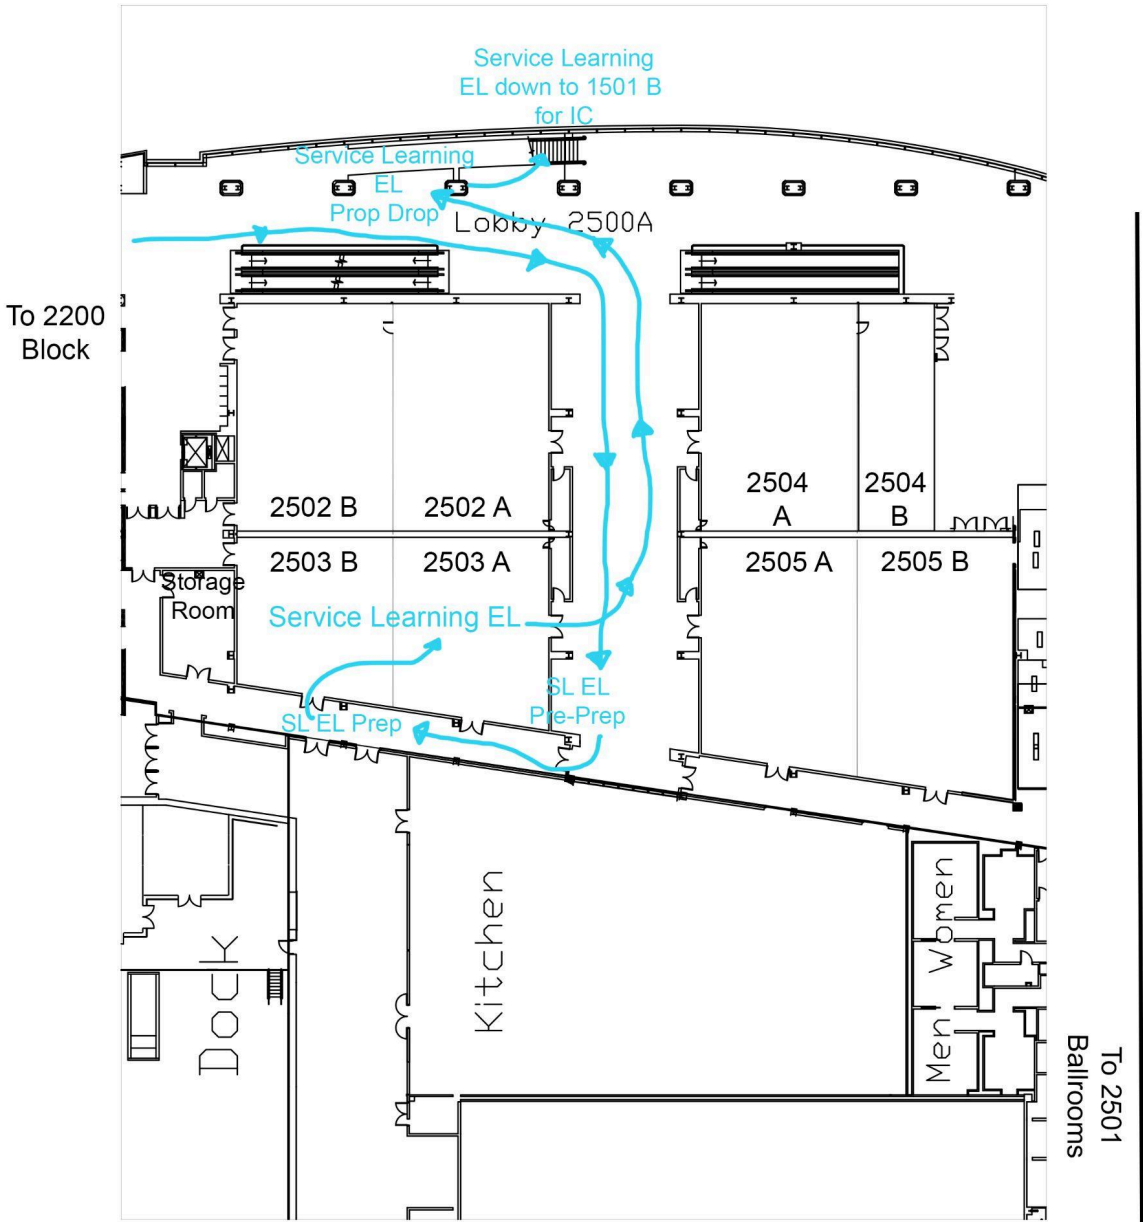 Service Learning
EL down to 1501 B
for IC
Service Learning
EL
Prop Drop
Lobby 2500A
To 2200
Block
2502 B
2502 A
2504
A
2504
B
2503 B
2503 A
2505 A
2505 B
Storage
Room
Service Learning EL
SL EL
Pre-Prep
SL EL Prep
Kitchen
Dock
Women
Men
To 2501
Ballrooms